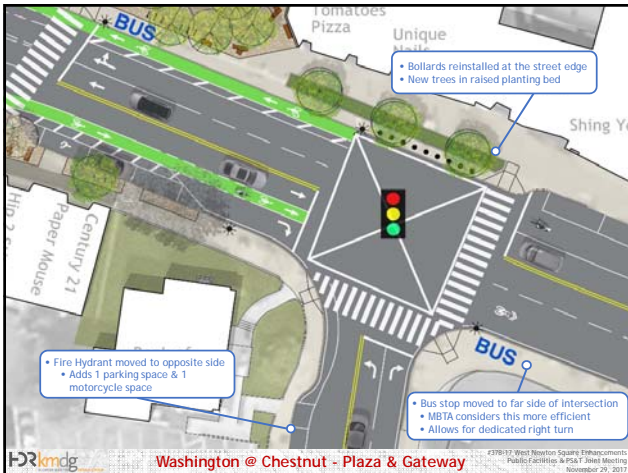 Tomatoes
Pizza
Unique
Nails
BUS
• Bollards reinstalled at the street edge
• New trees in raised planting bed
Shing Ye
Century 21
Paper Mouse
• Fire Hydrant moved to opposite side
• Adds 1 parking space & 1
motorcycle space
BUS
• Bus stop moved to far side of intersection
• MBTA considers this more efficient
• Allows for dedicated right turn
HDR kmdg
Washington @ Chestnut - Plaza & Gateway
#378-17 West Newton Square Enhancements
Public Facilities & PS&T Joint Meeting
November 29, 2017